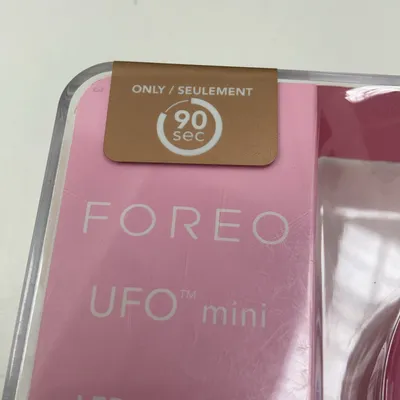 ONLY / SEULEMENT
90
sec
FOREO
UFO™ mini